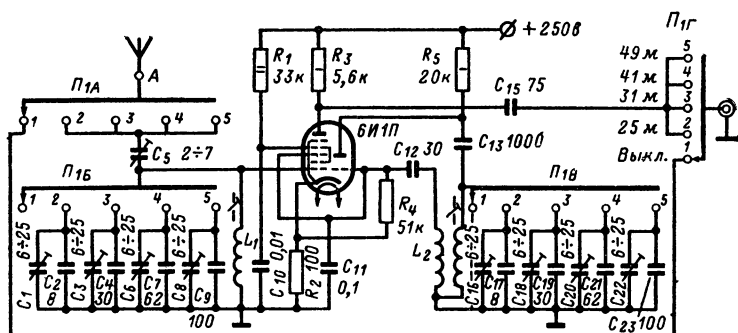 +250в
П1Г
R1
33к
R3
5,6к
R5
20к
49 м
41 м
31 м
25 м
Выкл.
5
4
3
2
1
А
П1А
1
2
3
4
5
C15 75
6И1П
C5 2÷7
C12 30
C13 1000
П1Б
1
2
3
4
5
П1В
1
2
3
4
5
R4
51к
L1
L2
6÷25
6÷25
6÷25
6÷25
6÷25
6÷25
6÷25
6÷25
C1
C2
8
C3
C4
30
C6
C7
62
C8
C9
100
C10 0,01
R2 100
C11
0,1
C16
C17
8
C18
C19
30
C20
C21
62
C22
C23 100